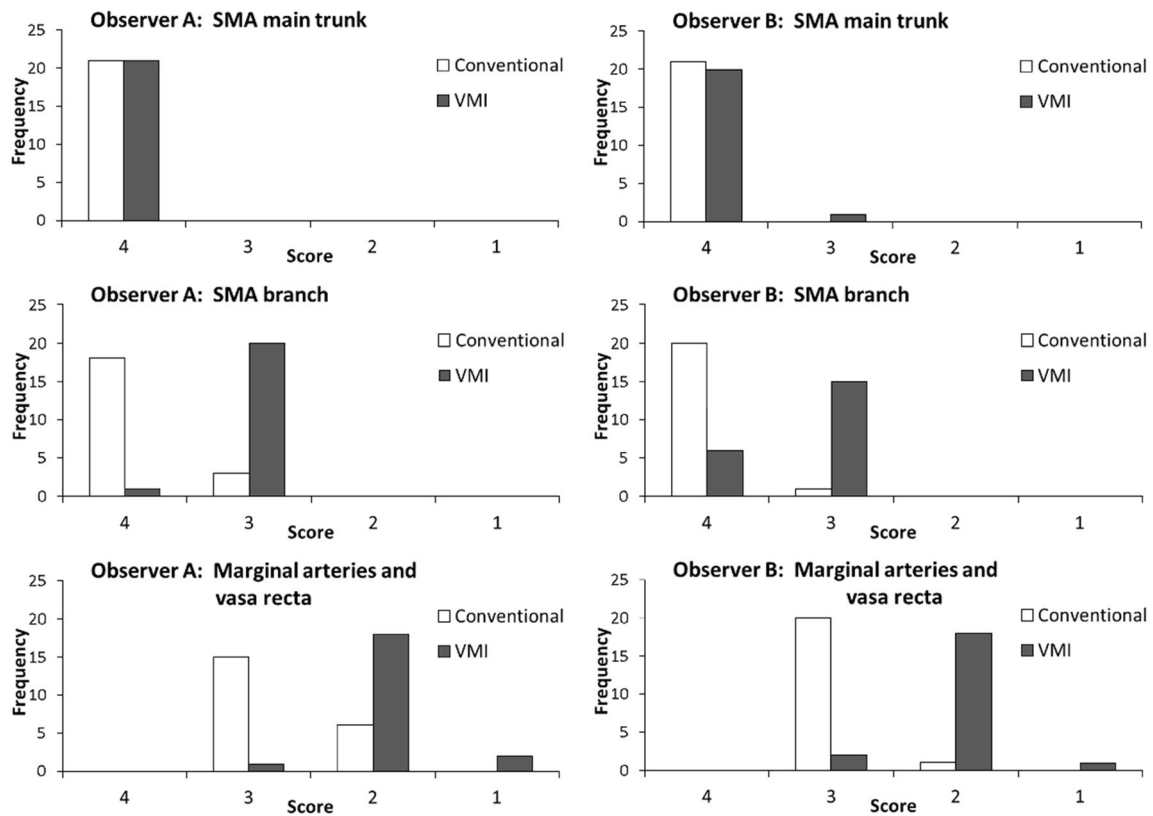 Observer A: SMA main trunk
25
20
15
10
5
0
Frequency
Conventional
VMI
4 3 2 1
Score
Observer B: SMA main trunk
25
20
15
10
5
0
Frequency
Conventional
VMI
4 3 2 1
Score
Observer A: SMA branch
25
20
15
10
5
0
Frequency
Conventional
VMI
4 3 2 1
Score
Observer B: SMA branch
25
20
15
10
5
0
Frequency
Conventional
VMI
4 3 2 1
Score
Observer A: Marginal arteries and
vasa recta
25
20
15
10
5
0
Frequency
Conventional
VMI
4 3 2 1
Score
Observer B: Marginal arteries and
vasa recta
25
20
15
10
5
0
Frequency
Conventional
VMI
4 3 2 1
Score